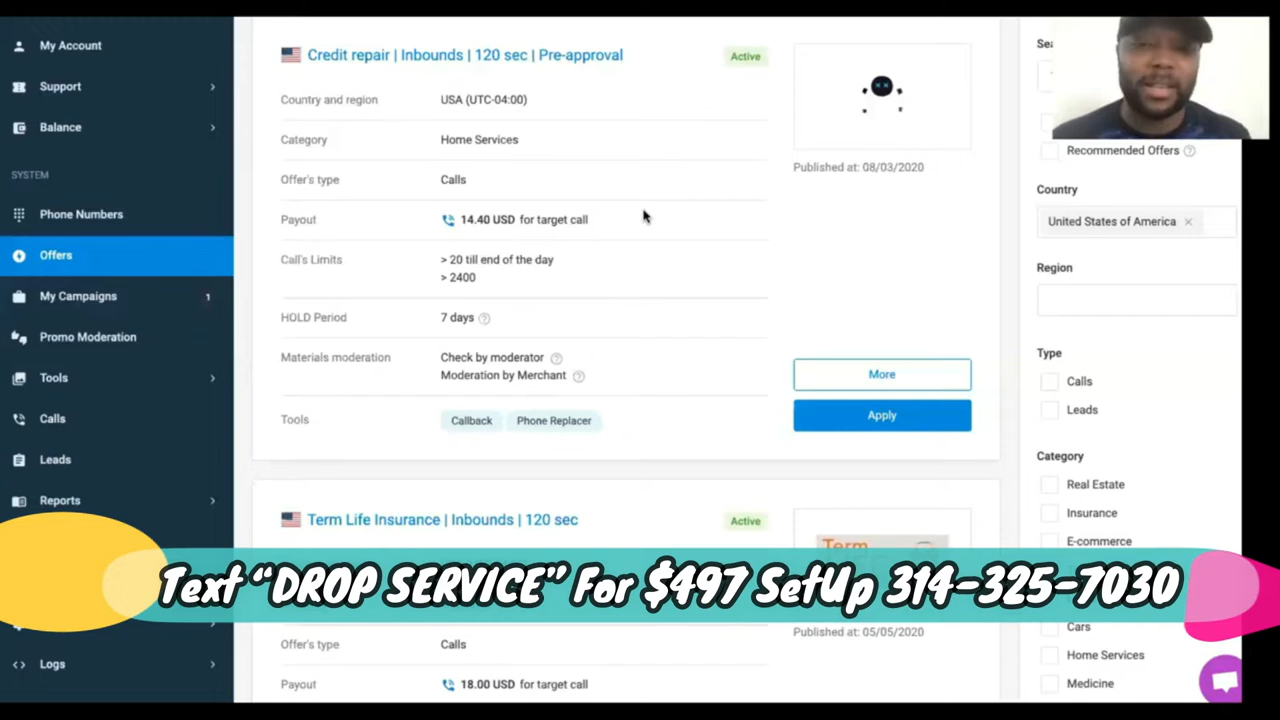 My Account
Support
Balance
SYSTEM
Phone Numbers
Offers
My Campaigns 1
Promo Moderation
Tools
Calls
Leads
Reports
Logs
Credit repair | Inbounds | 120 sec | Pre-approval
Active
Country and region USA (UTC-04:00)
Category Home Services
Offer's type Calls
Payout 14.40 USD for target call
Call's Limits > 20 till end of the day
> 2400
HOLD Period 7 days
Materials moderation Check by moderator
Moderation by Merchant
Tools Callback Phone Replacer
Published at: 08/03/2020
More
Apply
Term Life Insurance | Inbounds | 120 sec
Active
Term
Text “DROP SERVICE” For $497 SetUp 314-325-7030
Published at: 05/05/2020
Offer's type Calls
Payout 18.00 USD for target call
Recommended Offers
Country
United States of America ×
Region
Type
Calls
Leads
Category
Real Estate
Insurance
E-commerce
Cars
Home Services
Medicine